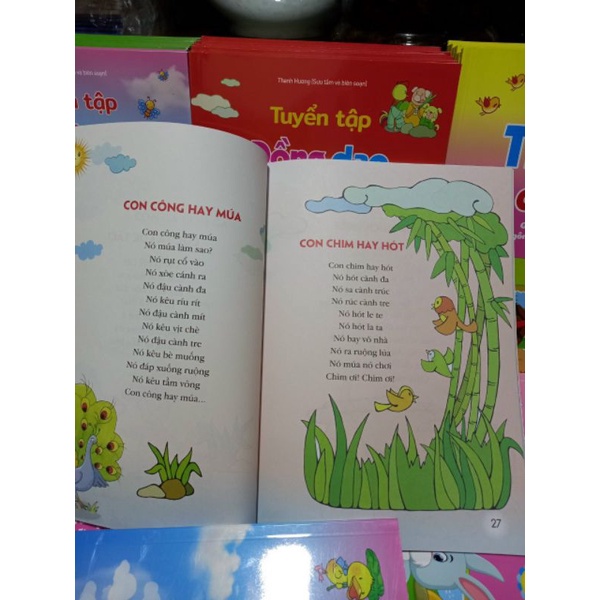 Thanh Hương (Sưu tầm và biên soạn)
Tuyển tập
Đồng dao
tập
CON CÔNG HAY MÚA
Con công hay múa
Nó múa làm sao?
Nó rụt cổ vào
Nó xòe cánh ra
Nó đậu cành đa
Nó kêu ríu rít
Nó đậu cành mít
Nó kêu vịt chè
Nó đậu cành tre
Nó kêu bè muống
Nó đáp xuống ruộng
Nó kêu tầm vông
Con công hay múa...
CON CHIM HAY HÓT
Con chim hay hót
Nó hót cành đa
Nó sa cành trúc
Nó rúc cành tre
Nó hót le te
Nó hót la ta
Nó bay vô nhà
Nó ra ruộng lúa
Nó múa nó chơi
Chim ơi! Chim ơi!
27